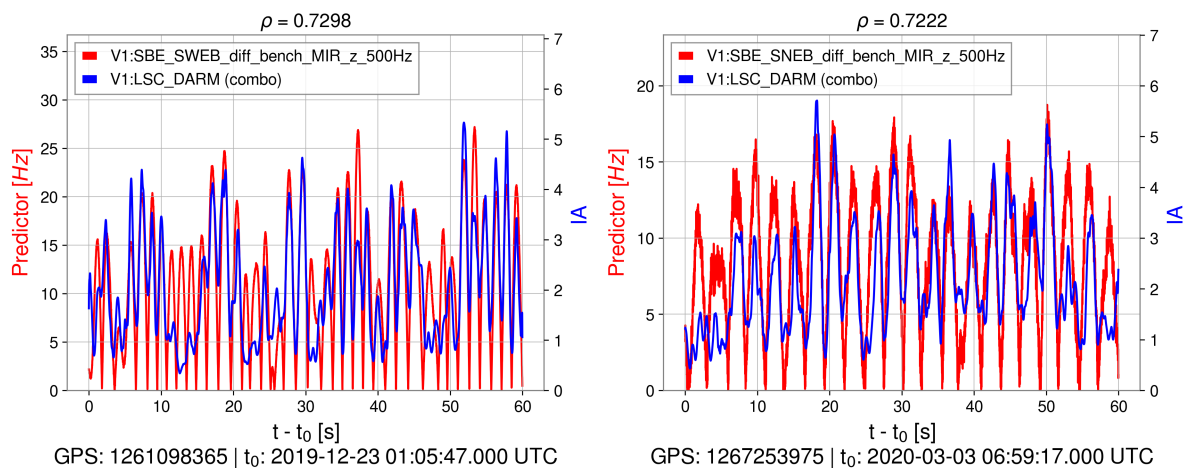 ρ = 0.7298
V1:SBE_SWEB_diff_bench_MIR_z_500Hz
V1:LSC_DARM (combo)
Predictor [Hz]
35
30
25
20
15
10
5
0
7
6
5
4
3
2
1
0
IA
0 10 20 30 40 50 60
t - t₀ [s]
GPS: 1261098365 | t₀: 2019-12-23 01:05:47.000 UTC
ρ = 0.7222
V1:SBE_SNEB_diff_bench_MIR_z_500Hz
V1:LSC_DARM (combo)
Predictor [Hz]
20
15
10
5
0
7
6
5
4
3
2
1
0
IA
0 10 20 30 40 50 60
t - t₀ [s]
GPS: 1267253975 | t₀: 2020-03-03 06:59:17.000 UTC